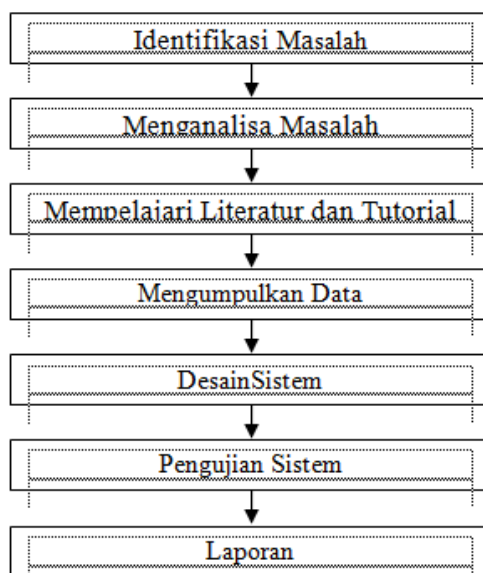 Identifikasi Masalah
Menganalisa Masalah
Mempelajari Literatur dan Tutorial
Mengumpulkan Data
DesainSistem
Pengujian Sistem
Laporan